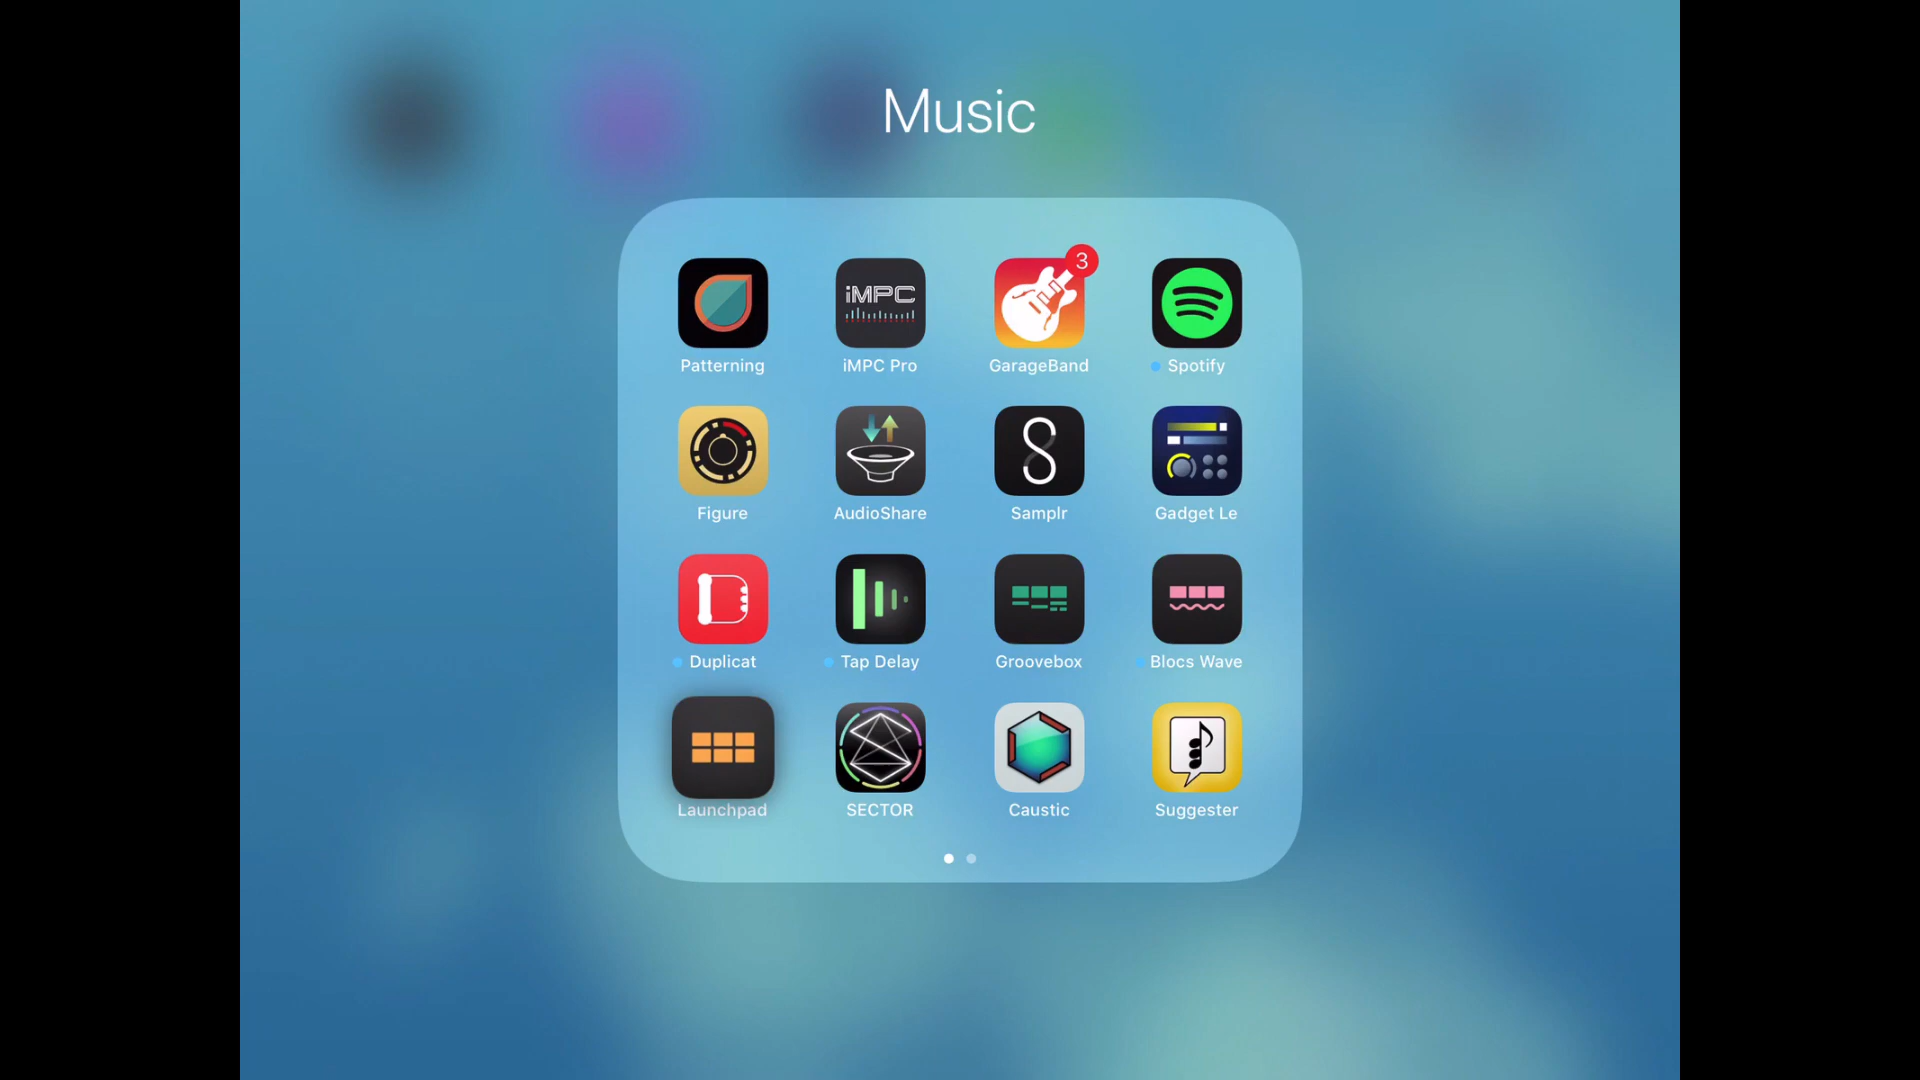 Music
3
iMPC
Patterning
iMPC Pro
GarageBand
Spotify
Figure
AudioShare
Samplr
Gadget Le
Duplicat
Tap Delay
Groovebox
Blocs Wave
Launchpad
SECTOR
Caustic
Suggester